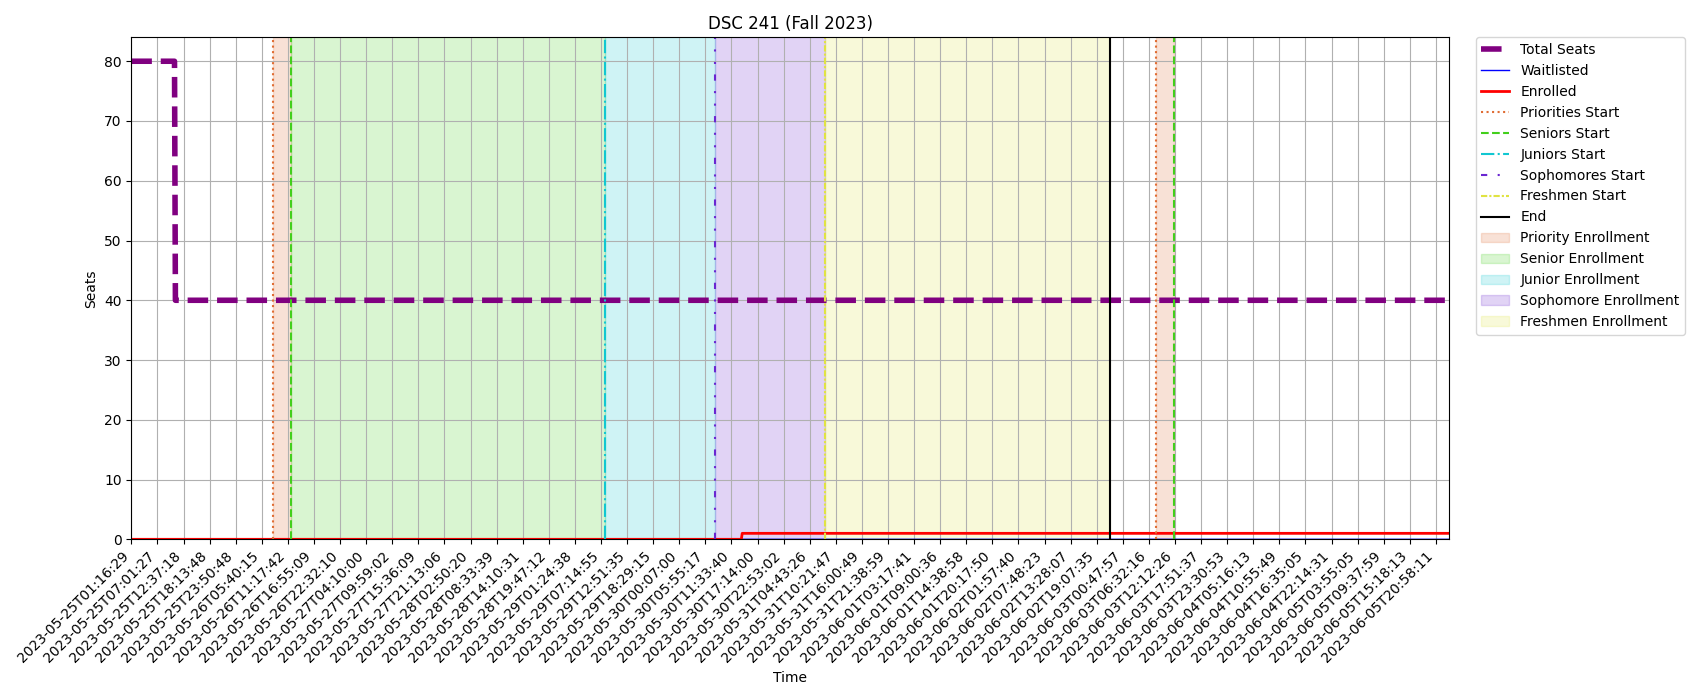 DSC 241 (Fall 2023)
Seats
80
70
60
50
40
30
20
10
0
2023-05-25T01:16:29
2023-05-25T07:01:27
2023-05-25T12:37:18
2023-05-25T18:13:48
2023-05-25T23:50:48
2023-05-26T05:40:15
2023-05-26T11:17:42
2023-05-26T16:55:09
2023-05-26T22:32:10
2023-05-27T04:10:00
2023-05-27T09:59:02
2023-05-27T15:36:09
2023-05-27T21:13:06
2023-05-28T02:50:20
2023-05-28T08:33:39
2023-05-28T14:10:31
2023-05-28T19:47:12
2023-05-29T01:24:38
2023-05-29T07:14:55
2023-05-29T12:51:35
2023-05-29T18:29:15
2023-05-30T00:07:00
2023-05-30T05:55:17
2023-05-30T11:33:40
2023-05-30T17:14:00
2023-05-30T22:53:02
2023-05-31T04:43:26
2023-05-31T10:21:47
2023-05-31T16:00:49
2023-05-31T21:38:59
2023-06-01T03:17:41
2023-06-01T09:00:36
2023-06-01T14:38:58
2023-06-01T20:17:50
2023-06-02T01:57:40
2023-06-02T07:48:23
2023-06-02T13:28:07
2023-06-02T19:07:35
2023-06-03T00:47:57
2023-06-03T06:32:16
2023-06-03T12:12:26
2023-06-03T17:51:37
2023-06-03T23:30:53
2023-06-04T05:16:13
2023-06-04T10:55:49
2023-06-04T16:35:05
2023-06-04T22:14:31
2023-06-05T03:55:05
2023-06-05T09:37:59
2023-06-05T15:18:13
2023-06-05T20:58:11
Time
Total Seats
Waitlisted
Enrolled
Priorities Start
Seniors Start
Juniors Start
Sophomores Start
Freshmen Start
End
Priority Enrollment
Senior Enrollment
Junior Enrollment
Sophomore Enrollment
Freshmen Enrollment